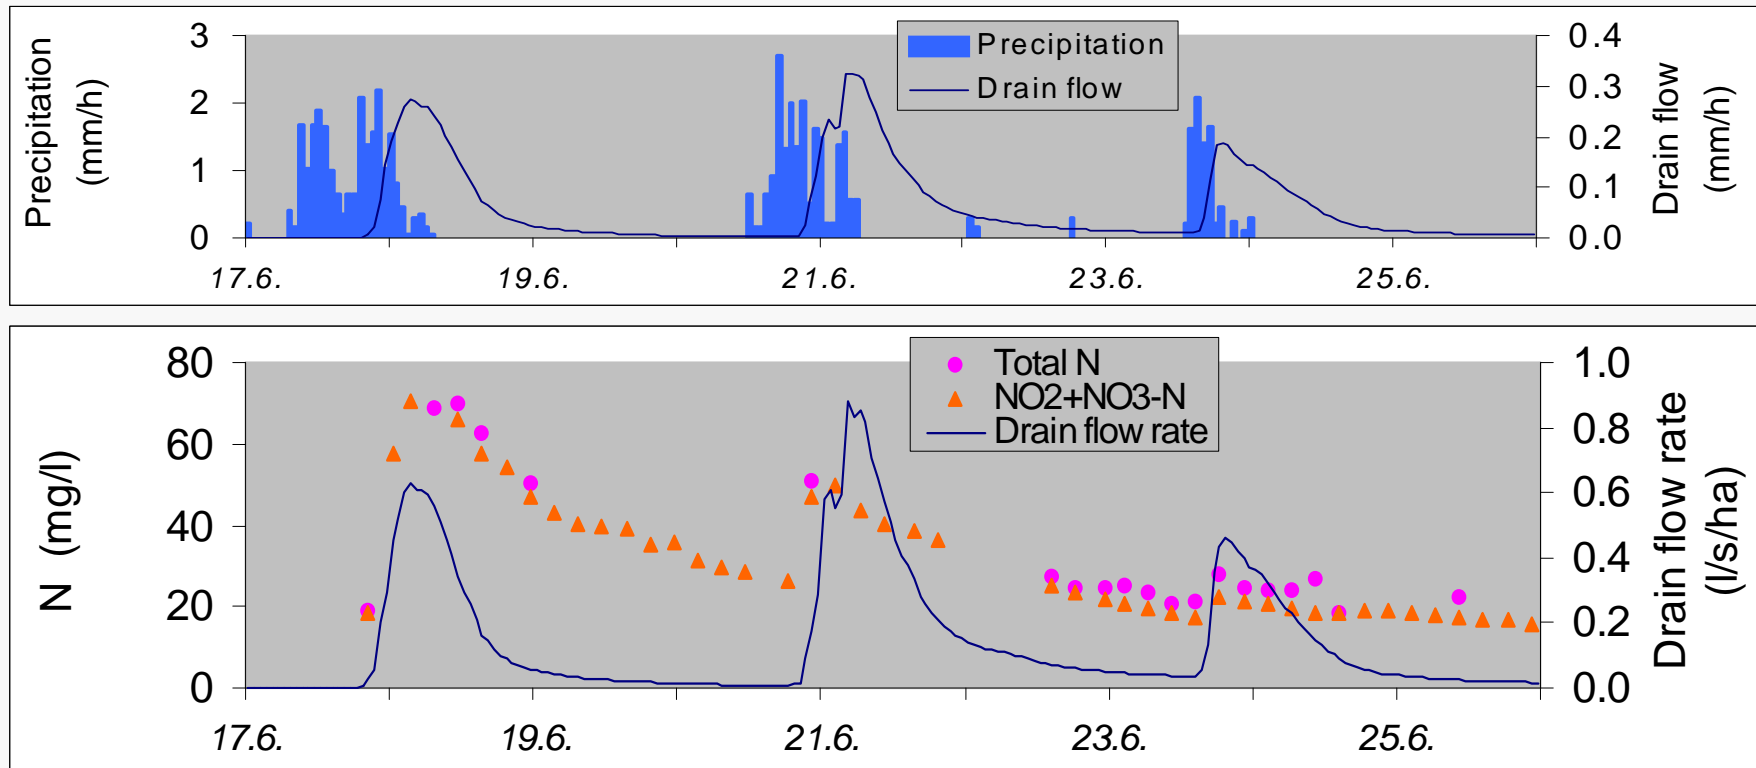 Precipitation
(mm/h)
3
2
1
0
Precipitation
Drain flow
0.4
0.3
0.2
0.1
0.0
Drain flow
(mm/h)
17.6.
19.6.
21.6.
23.6.
25.6.
N (mg/l)
80
60
40
20
0
Total N
NO2+NO3-N
Drain flow rate
1.0
0.8
0.6
0.4
0.2
0.0
Drain flow rate
(l/s/ha)
17.6.
19.6.
21.6.
23.6.
25.6.